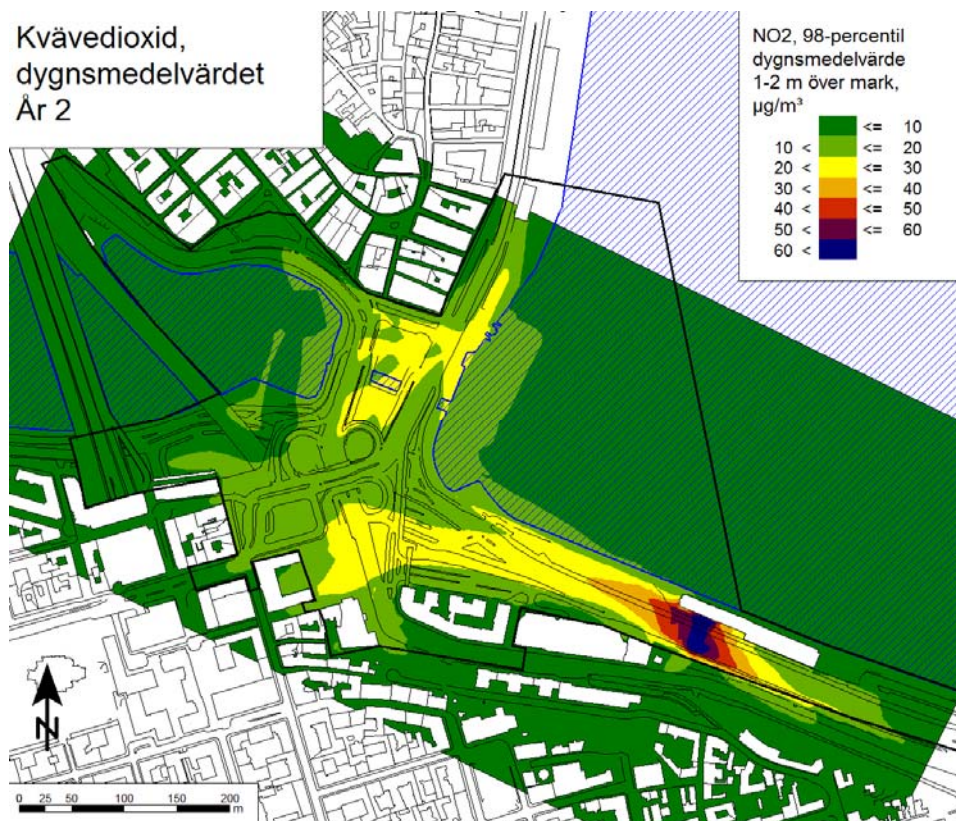 Kvävedioxid,
dygnsmedelvärdet
År 2
NO2, 98-percentil
dygnsmedelvärde
1-2 m över mark,
µg/m³
<= 10
10 < <= 20
20 < <= 30
30 < <= 40
40 < <= 50
50 < <= 60
60 <
N
0 25 50 100 150 200
m